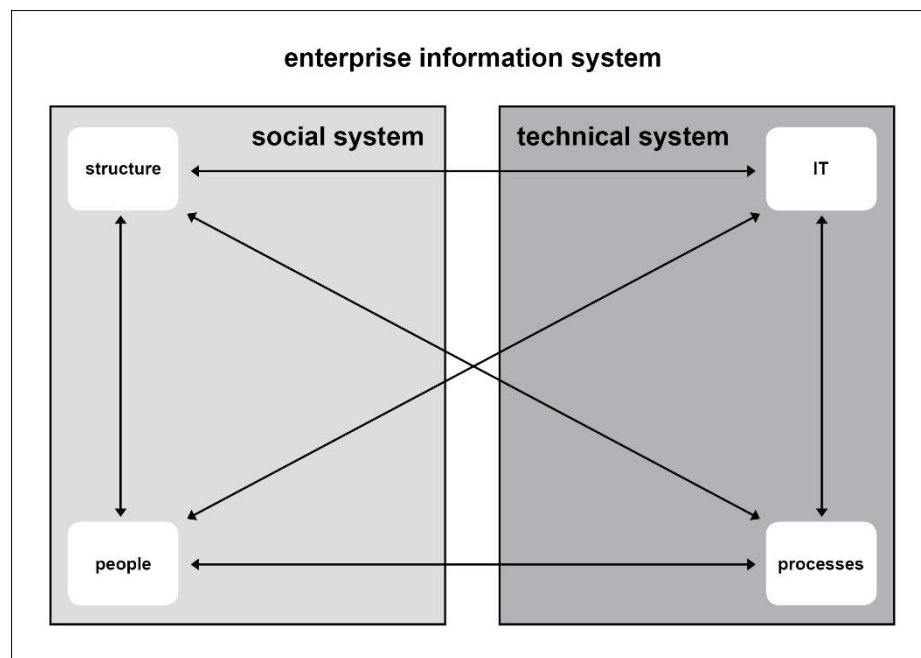 enterprise information system
social system
technical system
structure
IT
people
processes